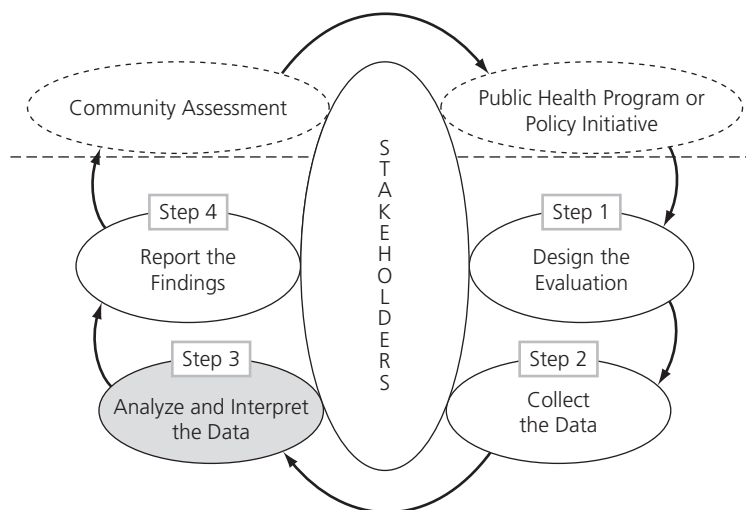 Community Assessment
Public Health Program or
Policy Initiative
STAKEHOLDERS
Step 4
Report the
Findings
Step 1
Design the
Evaluation
Step 3
Analyze and Interpret
the Data
Step 2
Collect
the Data